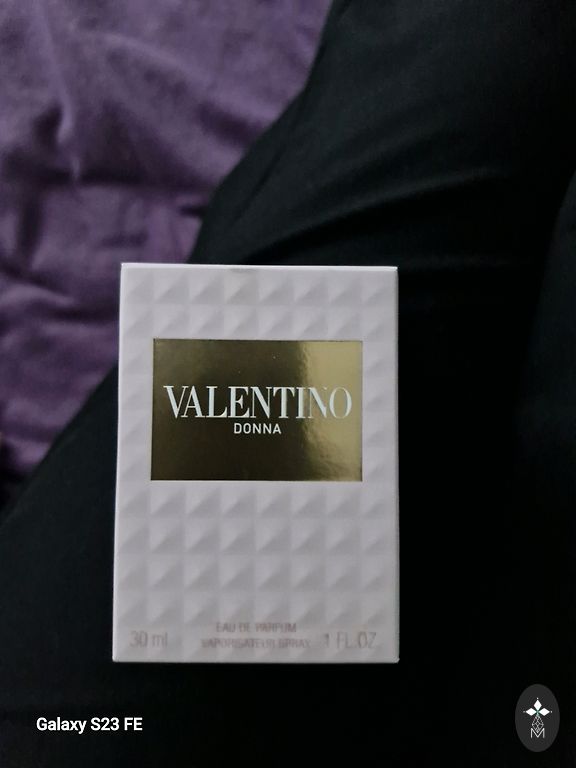 VALENTINO
DONNA
EAU DE PARFUM
30 ml VAPORISATEUR SPRAY 1 FL.OZ
Galaxy S23 FE
M